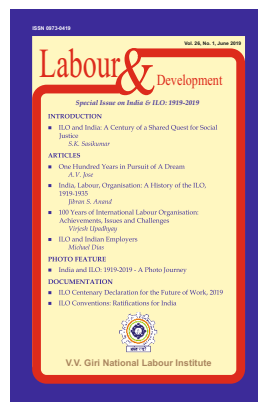 ISSN 0973-0419
Vol. 26, No. 1, June 2019
Labour & Development
Special Issue on India & ILO: 1919-2019
INTRODUCTION
■ ILO and India: A Century of a Shared Quest for Social
Justice
S.K. Sasikumar
ARTICLES
■ One Hundred Years in Pursuit of A Dream
A.V. Jose
■ India, Labour, Organisation: A History of the ILO,
1919-1935
Jibran S. Anand
■ 100 Years of International Labour Organisation:
Achievements, Issues and Challenges
Virjesh Upadhyay
■ ILO and Indian Employers
Michael Dias
PHOTO FEATURE
■ India and ILO: 1919-2019 - A Photo Journey
DOCUMENTATION
■ ILO Centenary Declaration for the Future of Work, 2019
■ ILO Conventions: Ratifications for India
V.V. Giri National Labour Institute